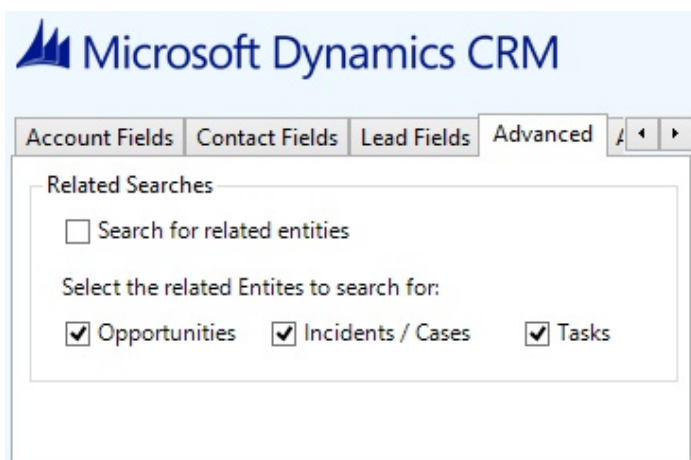 Microsoft Dynamics CRM
Account Fields Contact Fields Lead Fields Advanced
Related Searches
Search for related entities
Select the related Entites to search for:
Opportunities Incidents / Cases Tasks